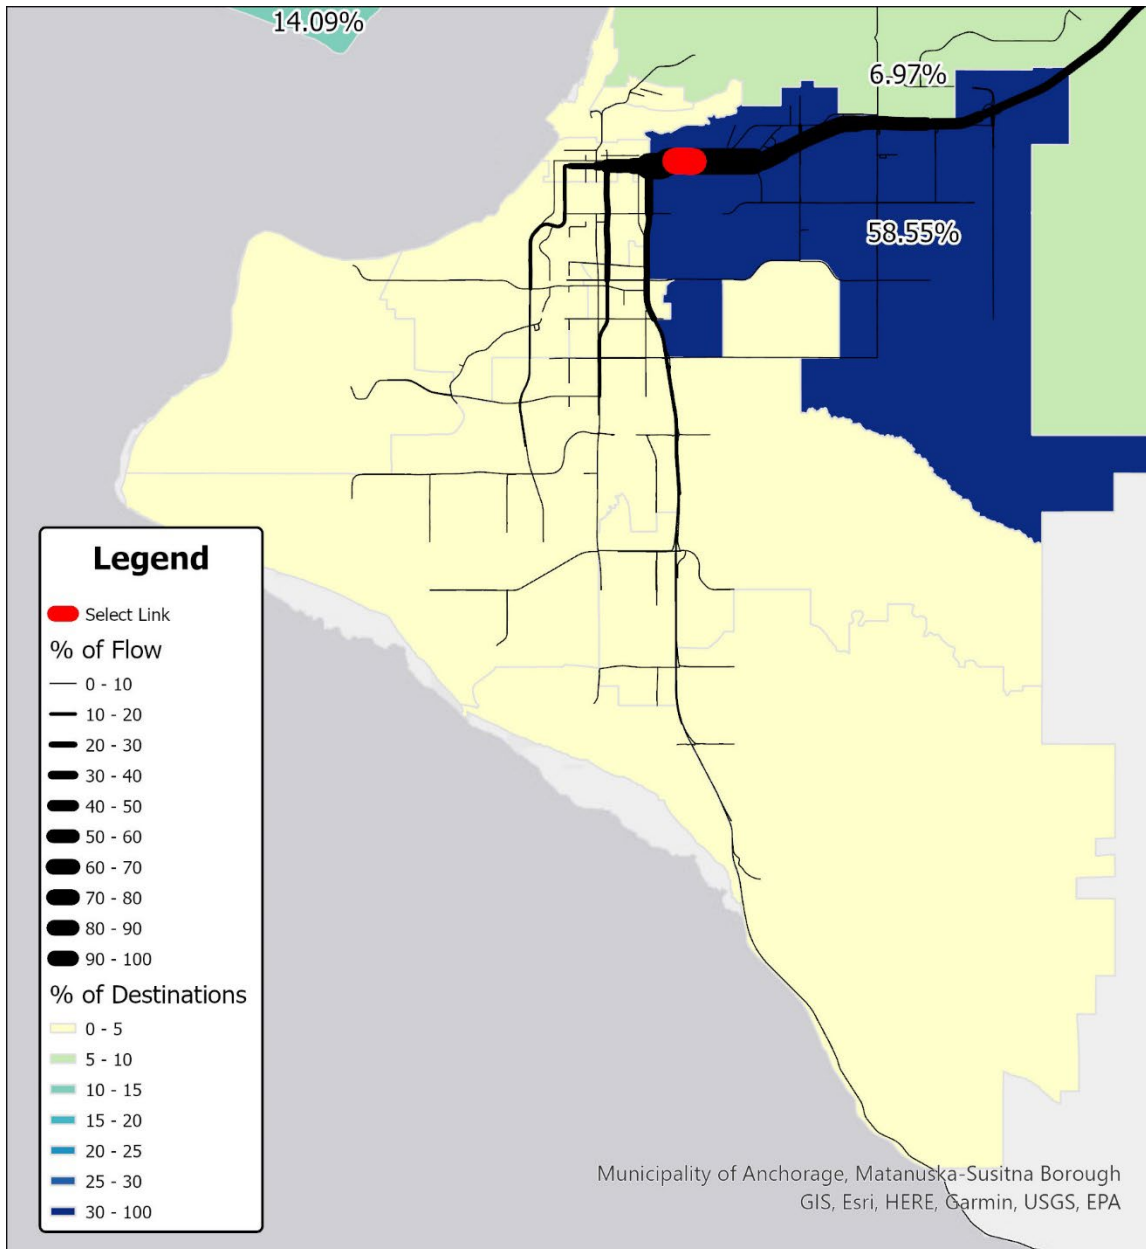 14.09%
6.97%
58.55%
Legend
Select Link
% of Flow
0 - 10
10 - 20
20 - 30
30 - 40
40 - 50
50 - 60
60 - 70
70 - 80
80 - 90
90 - 100
% of Destinations
0 - 5
5 - 10
10 - 15
15 - 20
20 - 25
25 - 30
30 - 100
Municipality of Anchorage, Matanuska-Susitna Borough
GIS, Esri, HERE, Garmin, USGS, EPA